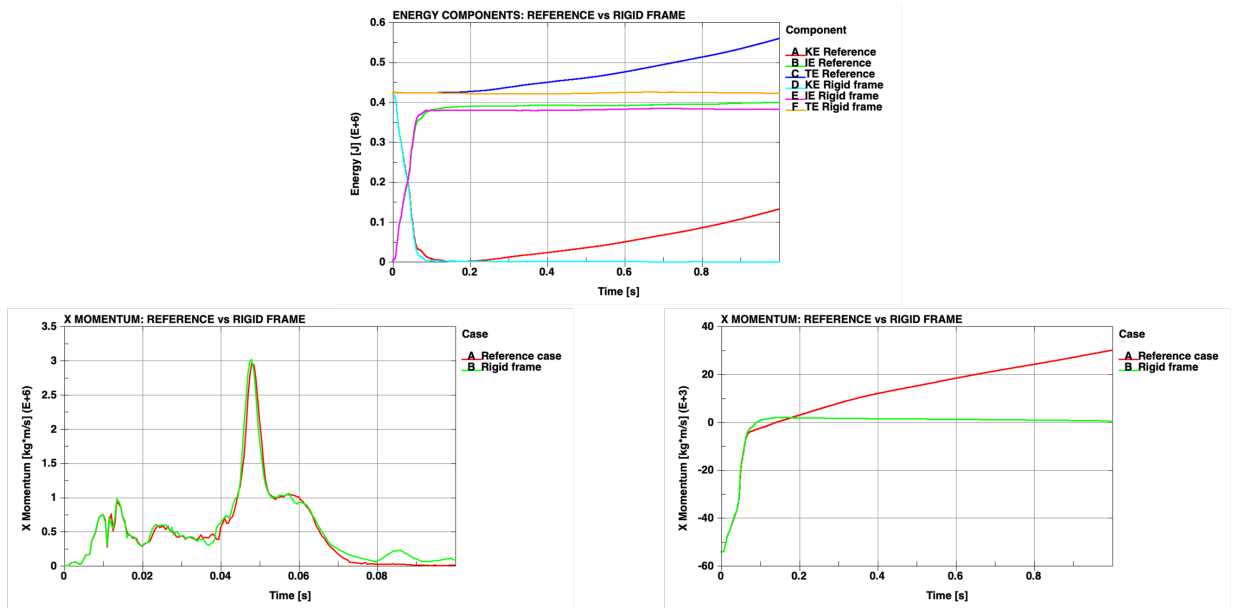 ENERGY COMPONENTS: REFERENCE vs RIGID FRAME
0.6
0.5
0.4
0.3
0.2
0.1
0
Energy [J] (E+6)
0
0.2
0.4
0.6
0.8
Time [s]
Component
A KE Reference
B IE Reference
C TE Reference
D KE Rigid frame
E IE Rigid frame
F TE Rigid frame
X MOMENTUM: REFERENCE vs RIGID FRAME
3.5
3
2.5
2
1.5
1
0.5
0
X Momentum [kg*m/s] (E+6)
0
0.02
0.04
0.06
0.08
Time [s]
Case
A Reference case
B Rigid frame
X MOMENTUM: REFERENCE vs RIGID FRAME
40
20
0
-20
-40
-60
X Momentum [kg*m/s] (E+3)
0
0.2
0.4
0.6
0.8
Time [s]
Case
A Reference case
B Rigid frame